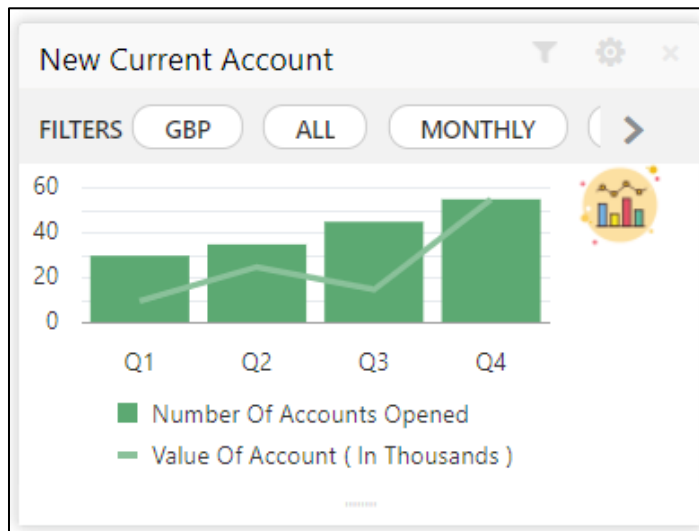 New Current Account
FILTERS GBP ALL MONTHLY
60
40
20
0
Q1 Q2 Q3 Q4
Number Of Accounts Opened
Value Of Account ( In Thousands )